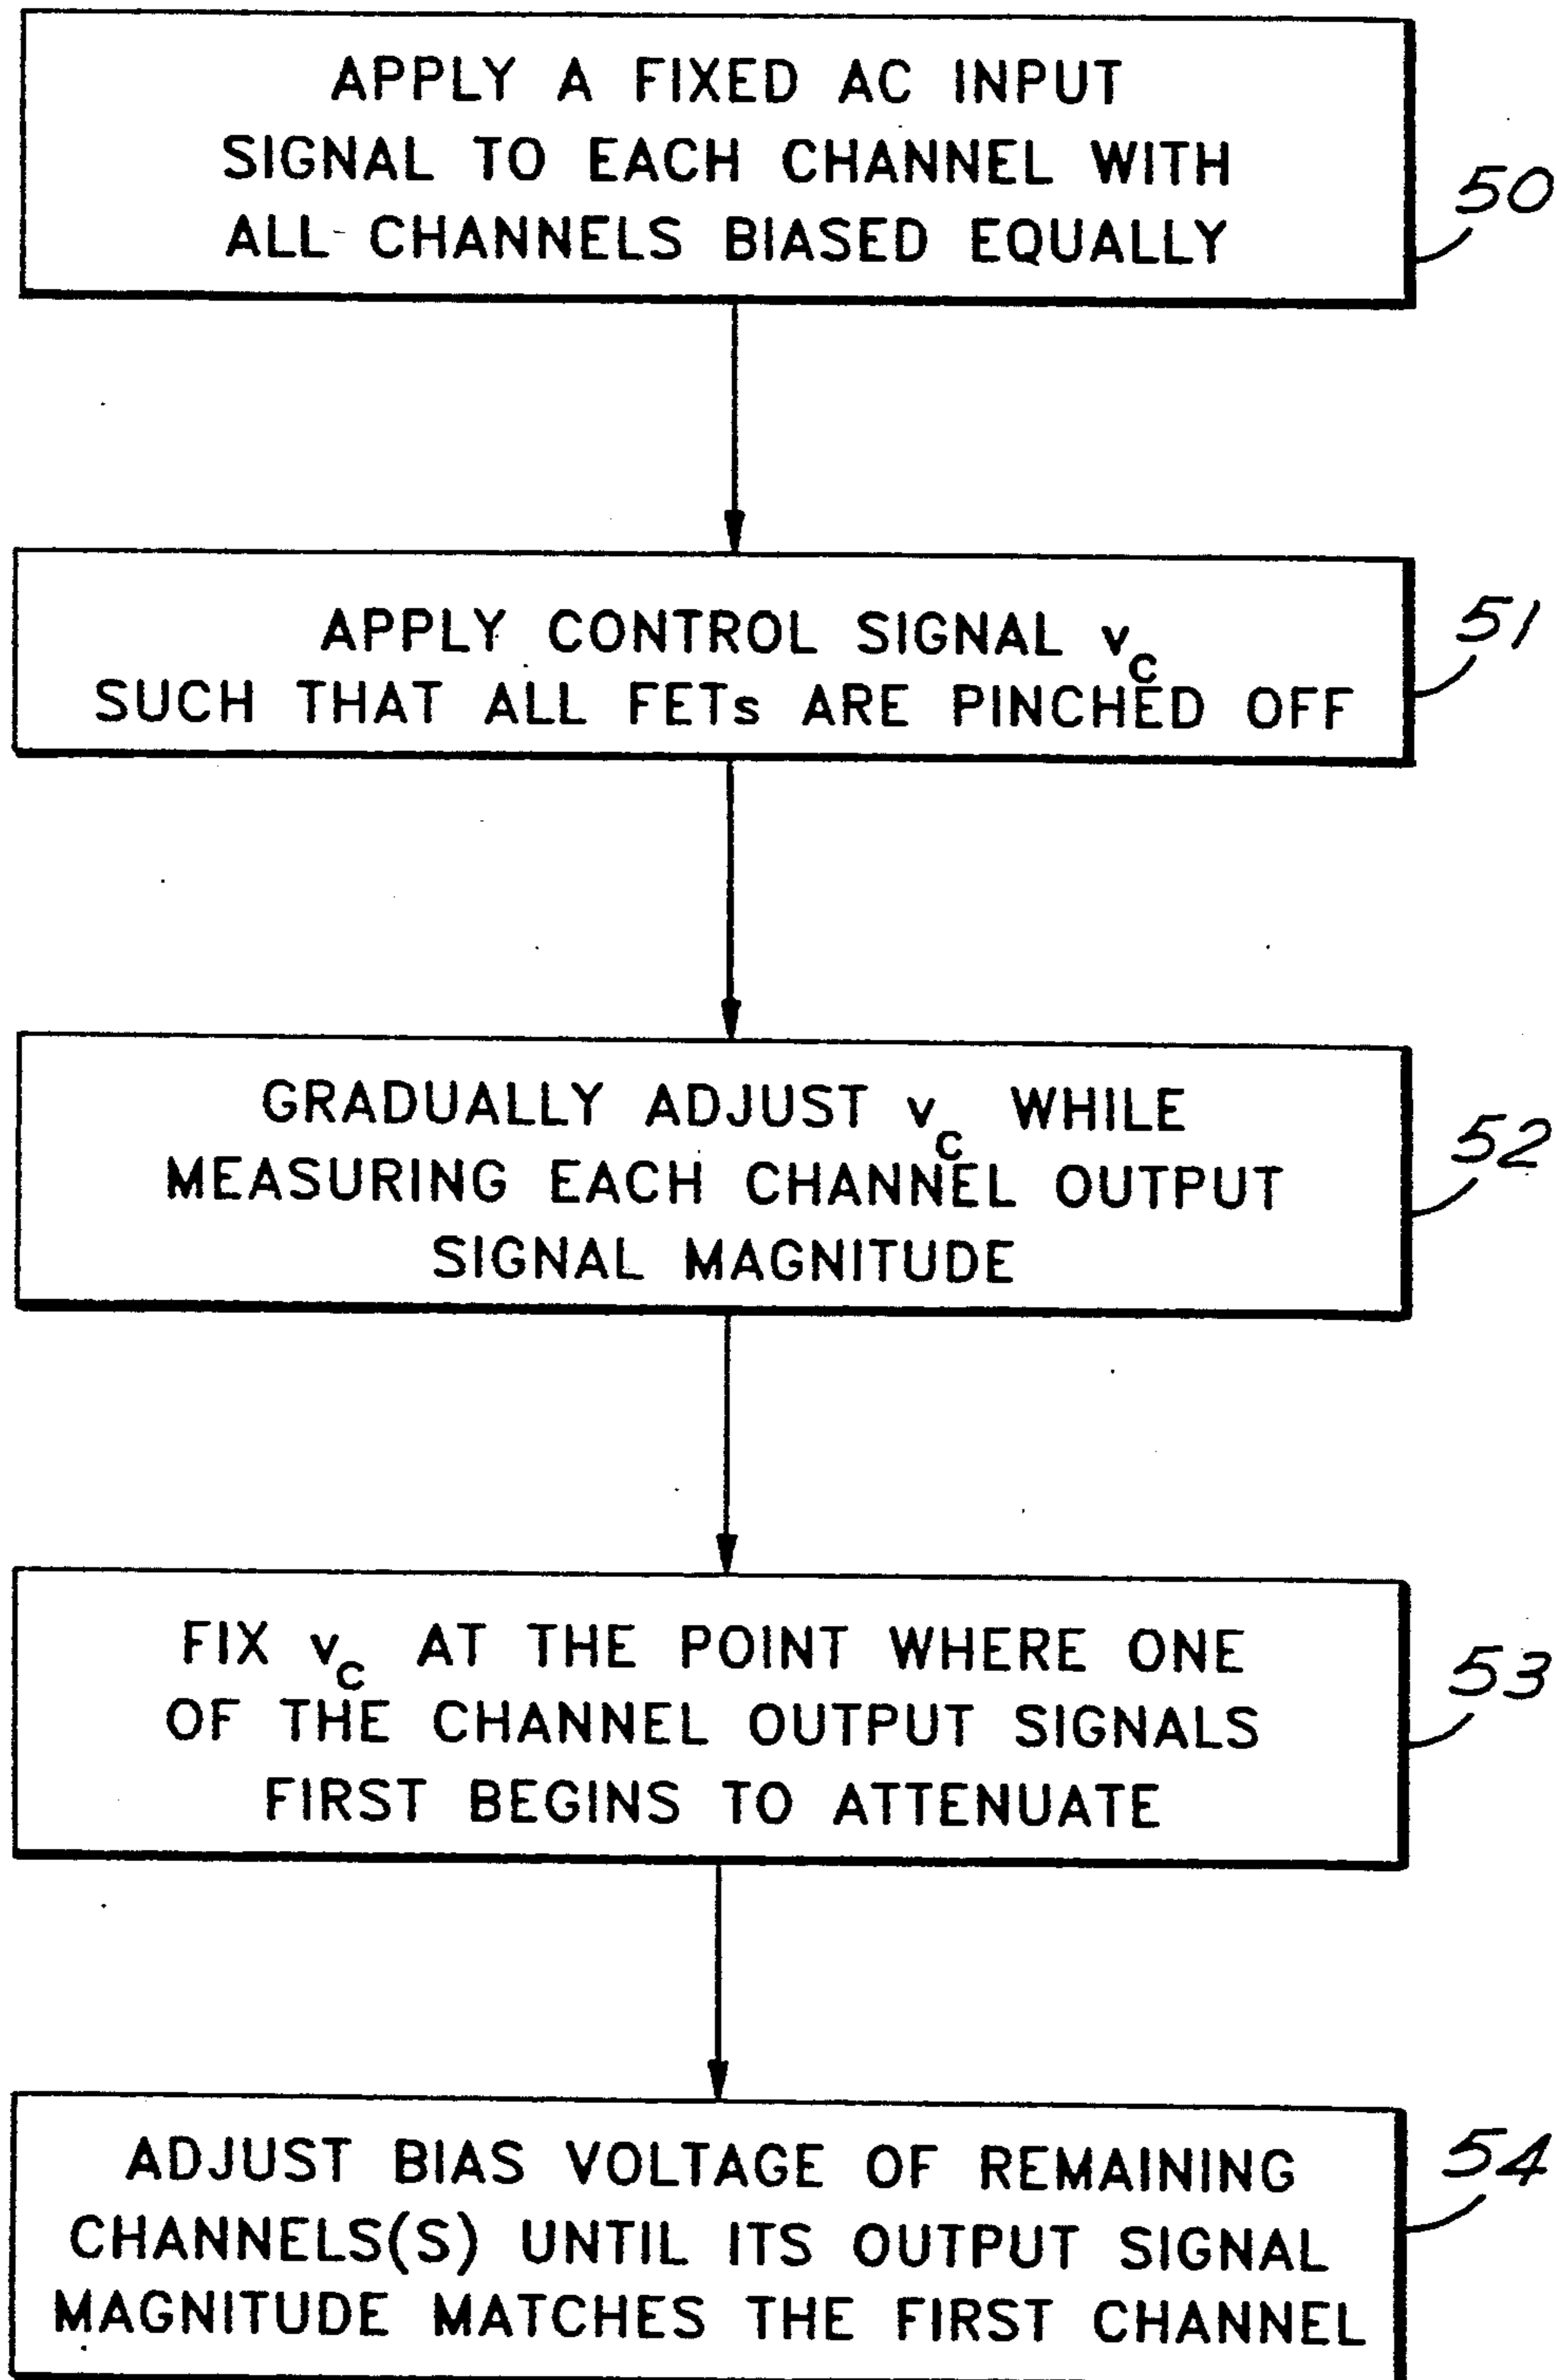 APPLY A FIXED AC INPUT
SIGNAL TO EACH CHANNEL WITH
ALL CHANNELS BIASED EQUALLY
50
APPLY CONTROL SIGNAL vc
SUCH THAT ALL FETs ARE PINCHED OFF
51
GRADUALLY ADJUST vc WHILE
MEASURING EACH CHANNEL OUTPUT
SIGNAL MAGNITUDE
52
FIX vc AT THE POINT WHERE ONE
OF THE CHANNEL OUTPUT SIGNALS
FIRST BEGINS TO ATTENUATE
53
ADJUST BIAS VOLTAGE OF REMAINING
CHANNELS(S) UNTIL ITS OUTPUT SIGNAL
MAGNITUDE MATCHES THE FIRST CHANNEL
54